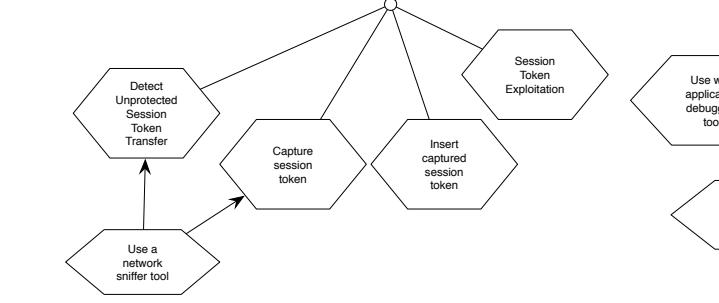 Session
Token
Exploitation
Detect
Unprotected
Session
Token
Transfer
Capture
session
token
Insert
captured
session
token
Use
Use a
network
sniffer tool